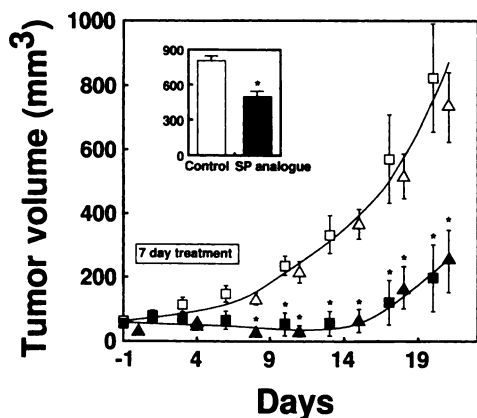 Tumor volume (mm3)
1000
800
600
400
200
0
900
600
300
0
*
Control SP analogue
7 day treatment
* * * * * * * * *
-1 4 9 14 19
Days